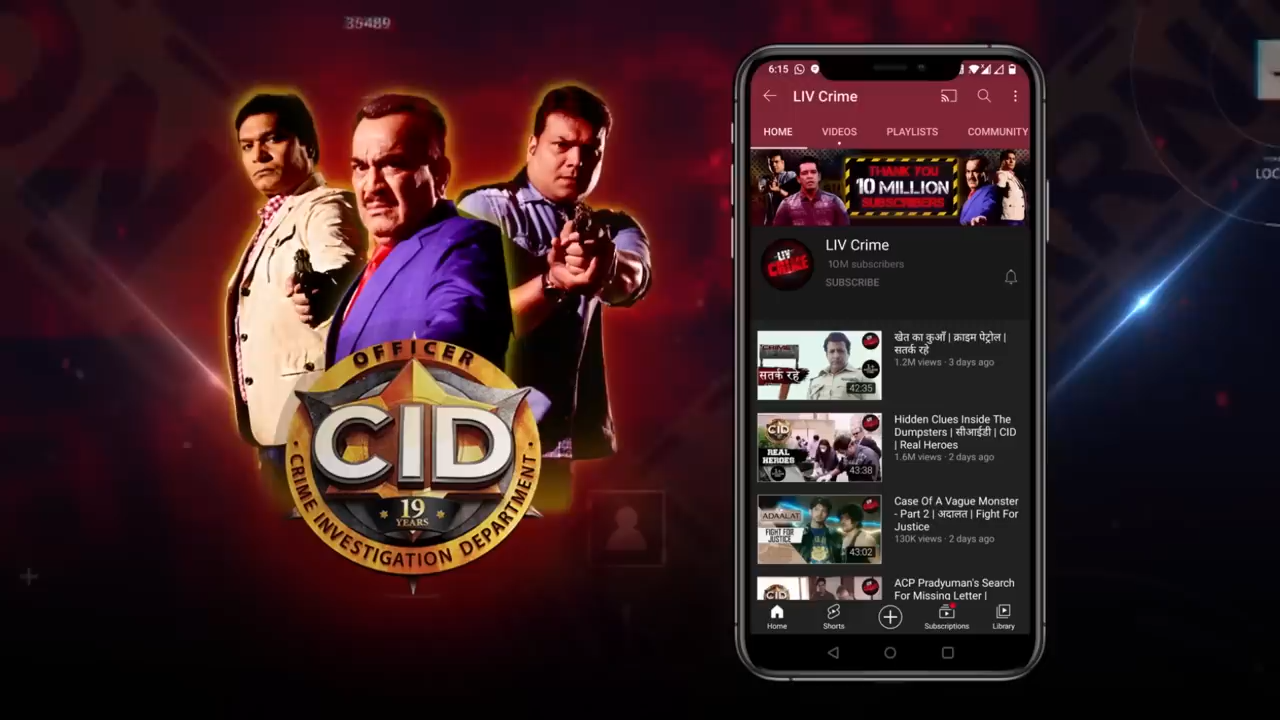 35489
OFFICER
CID
19
YEARS
CRIME INVESTIGATION DEPARTMENT
6:15
LIV Crime
HOME VIDEOS PLAYLISTS COMMUNITY
THANK YOU
10 MILLION
SUBSCRIBERS
LIV
CRIME
LIV Crime
10M subscribers
SUBSCRIBE
सतर्क रहे
42:35
खेत का कुआँ | क्राइम पेट्रोल |
सतर्क रहे
1.2M views · 3 days ago
CID
REAL
HEROES
43:38
Hidden Clues Inside The
Dumpsters | सीआईडी | CID
| Real Heroes
1.6M views · 2 days ago
ADAALAT
FIGHT FOR
JUSTICE
43:02
Case Of A Vague Monster
- Part 2 | अदालत | Fight For
Justice
130K views · 2 days ago
CID
ACP Pradyuman's Search
For Missing Letter |
Home Shorts Subscriptions Library
LOC